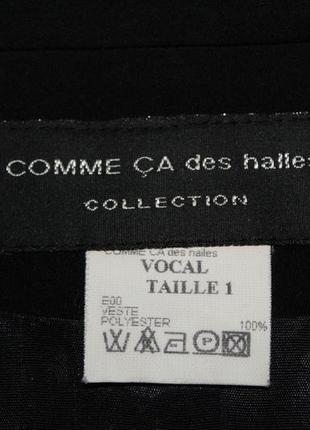 COMME ÇA des halles
COLLECTION
COMME ÇA des halles
VOCAL
TAILLE 1
E00
VESTE
POLYESTER 100%
P